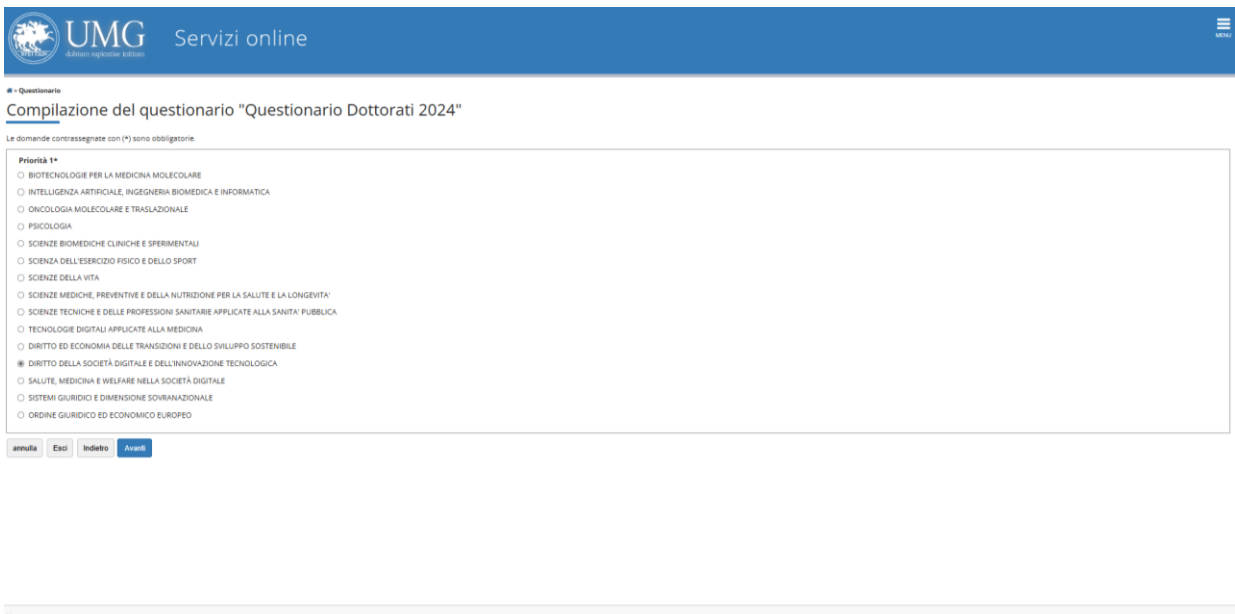 UMG
dubium sapientiae initium
Servizi online
MENU
» Questionario
Compilazione del questionario "Questionario Dottorati 2024"
Le domande contrassegnate con (*) sono obbligatorie.
Priorità 1*
BIOTECNOLOGIE PER LA MEDICINA MOLECOLARE
INTELLIGENZA ARTIFICIALE, INGEGNERIA BIOMEDICA E INFORMATICA
ONCOLOGIA MOLECOLARE E TRASLAZIONALE
PSICOLOGIA
SCIENZE BIOMEDICHE CLINICHE E SPERIMENTALI
SCIENZA DELL'ESERCIZIO FISICO E DELLO SPORT
SCIENZE DELLA VITA
SCIENZE MEDICHE, PREVENTIVE E DELLA NUTRIZIONE PER LA SALUTE E LA LONGEVITA'
SCIENZE TECNICHE E DELLE PROFESSIONI SANITARIE APPLICATE ALLA SANITA' PUBBLICA
TECNOLOGIE DIGITALI APPLICATE ALLA MEDICINA
DIRITTO ED ECONOMIA DELLE TRANSIZIONI E DELLO SVILUPPO SOSTENIBILE
DIRITTO DELLA SOCIETÀ DIGITALE E DELL'INNOVAZIONE TECNOLOGICA
SALUTE, MEDICINA E WELFARE NELLA SOCIETÀ DIGITALE
SISTEMI GIURIDICI E DIMENSIONE SOVRANAZIONALE
ORDINE GIURIDICO ED ECONOMICO EUROPEO
annulla Esci Indietro Avanti